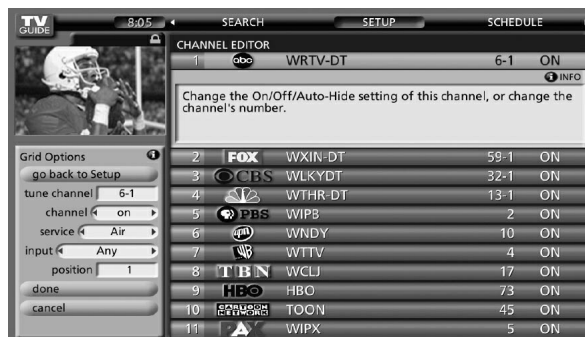 TV GUIDE 8:05 SEARCH SETUP SCHEDULE
CHANNEL EDITOR
1 abc WRTV-DT 6-1 ON
i INFO
Change the On/Off/Auto-Hide setting of this channel, or change the
channel's number.
Grid Options i
go back to Setup
tune channel 6-1
channel on
service Air
input Any
position 1
done
cancel
2 FOX WXIN-DT 59-1 ON
3 CBS WLKYDT 32-1 ON
4 WTHR-DT 13-1 ON
5 PBS WIPB 2 ON
6 upn WNDY 10 ON
7 WB WTTV 4 ON
8 TBN WCLJ 17 ON
9 HBO HBO 73 ON
10 CARTOON NETWORK TOON 45 ON
11 PAX WIPX 5 ON